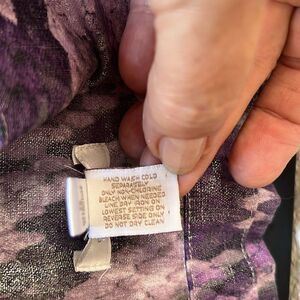 HAND WASH COLD
SEPARATELY
ONLY NON-CHLORINE
BLEACH WHEN NEEDED
LINE DRY IRON ON
LOWEST SETTING ON
REVERSE SIDE ONLY
DO NOT DRY CLEAN